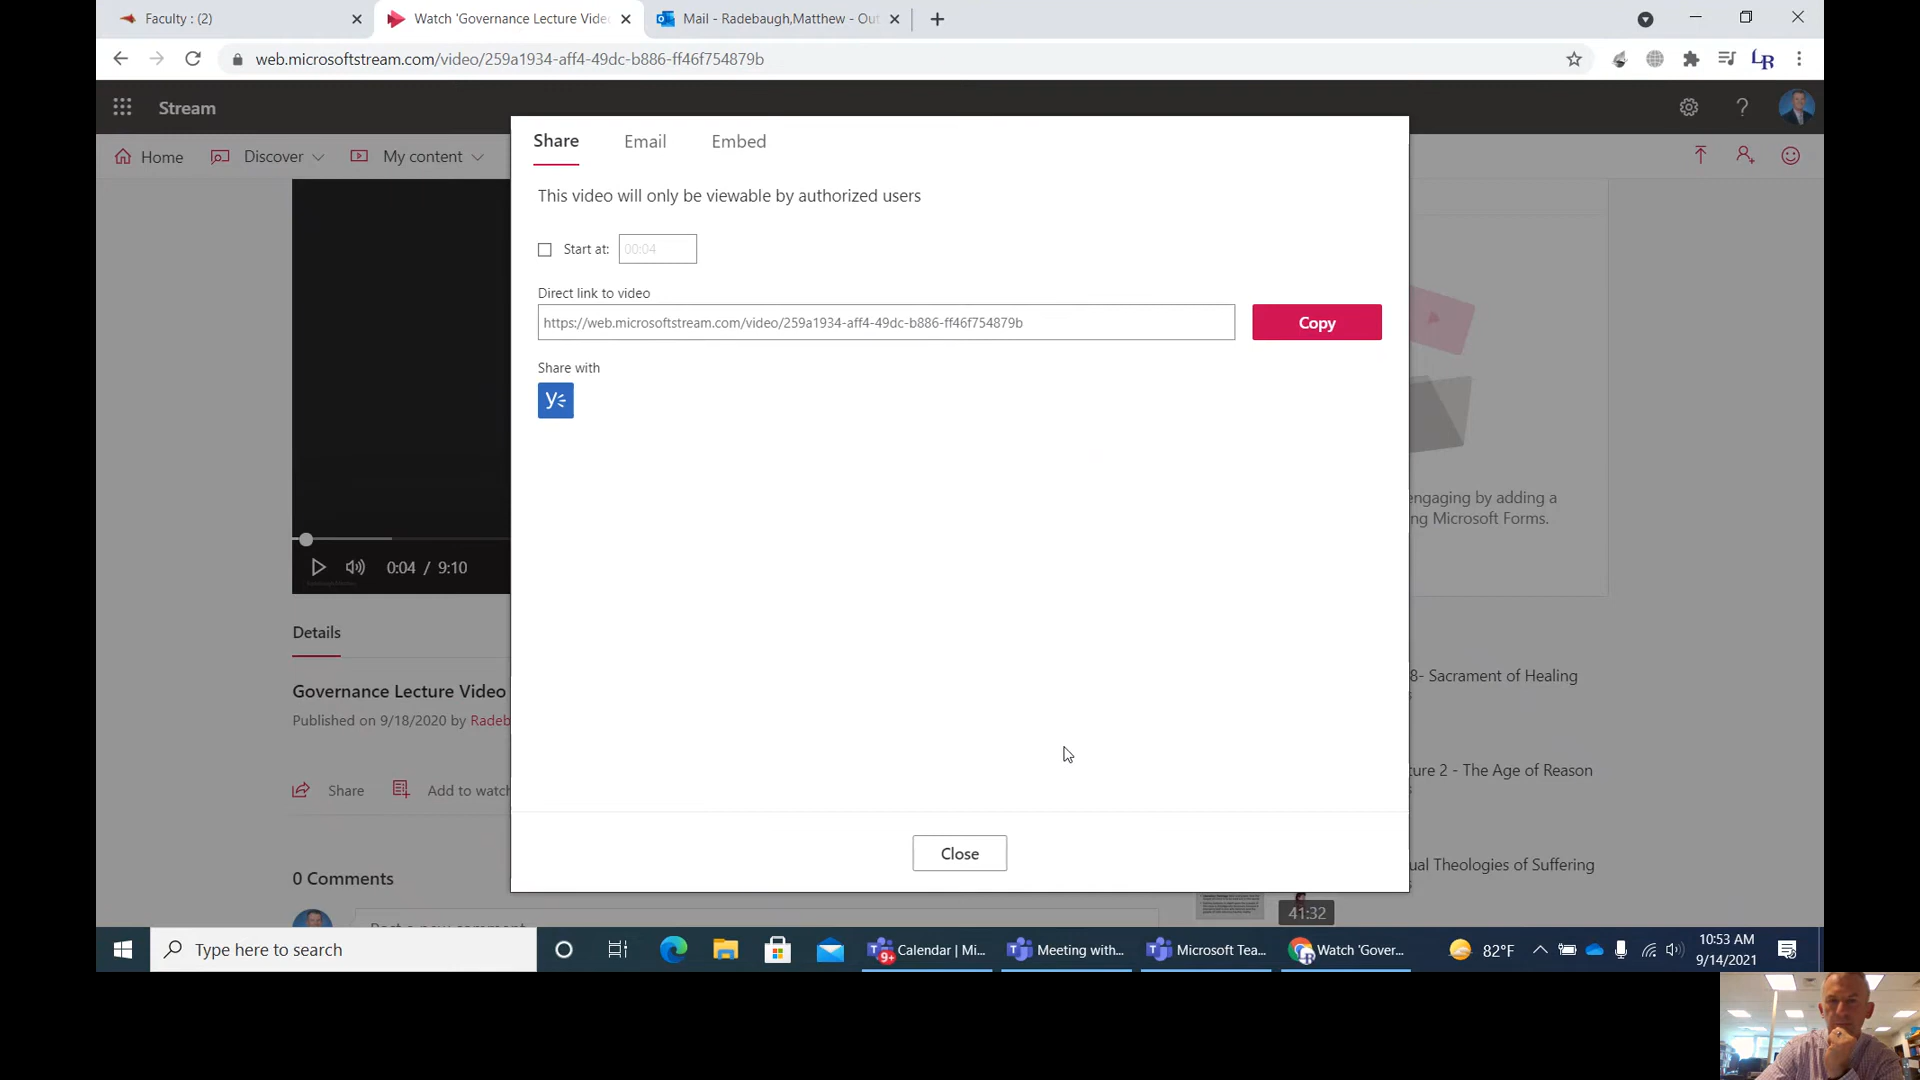 Faculty : (2)
Watch 'Governance Lecture Vide
Mail - Radebaugh,Matthew - Out
web.microsoftstream.com/video/259a1934-aff4-49dc-b886-ff46f754879b
LR
Stream
Home
Discover
My content
Share
Email
Embed
This video will only be viewable by authorized users
Start at:
00:04
Direct link to video
https://web.microsoftstream.com/video/259a1934-aff4-49dc-b886-ff46f754879b
Copy
Share with
engaging by adding a
ng Microsoft Forms.
0:04 / 9:10
Details
Governance Lecture Video
Published on 9/18/2020 by Radeb
8- Sacrament of Healing
ture 2 - The Age of Reason
Share
Add to watch
Close
ual Theologies of Suffering
0 Comments
41:32
Type here to search
9+
Calendar | Mi...
Meeting with...
Microsoft Tea...
Watch 'Gover...
82°F
10:53 AM
9/14/2021